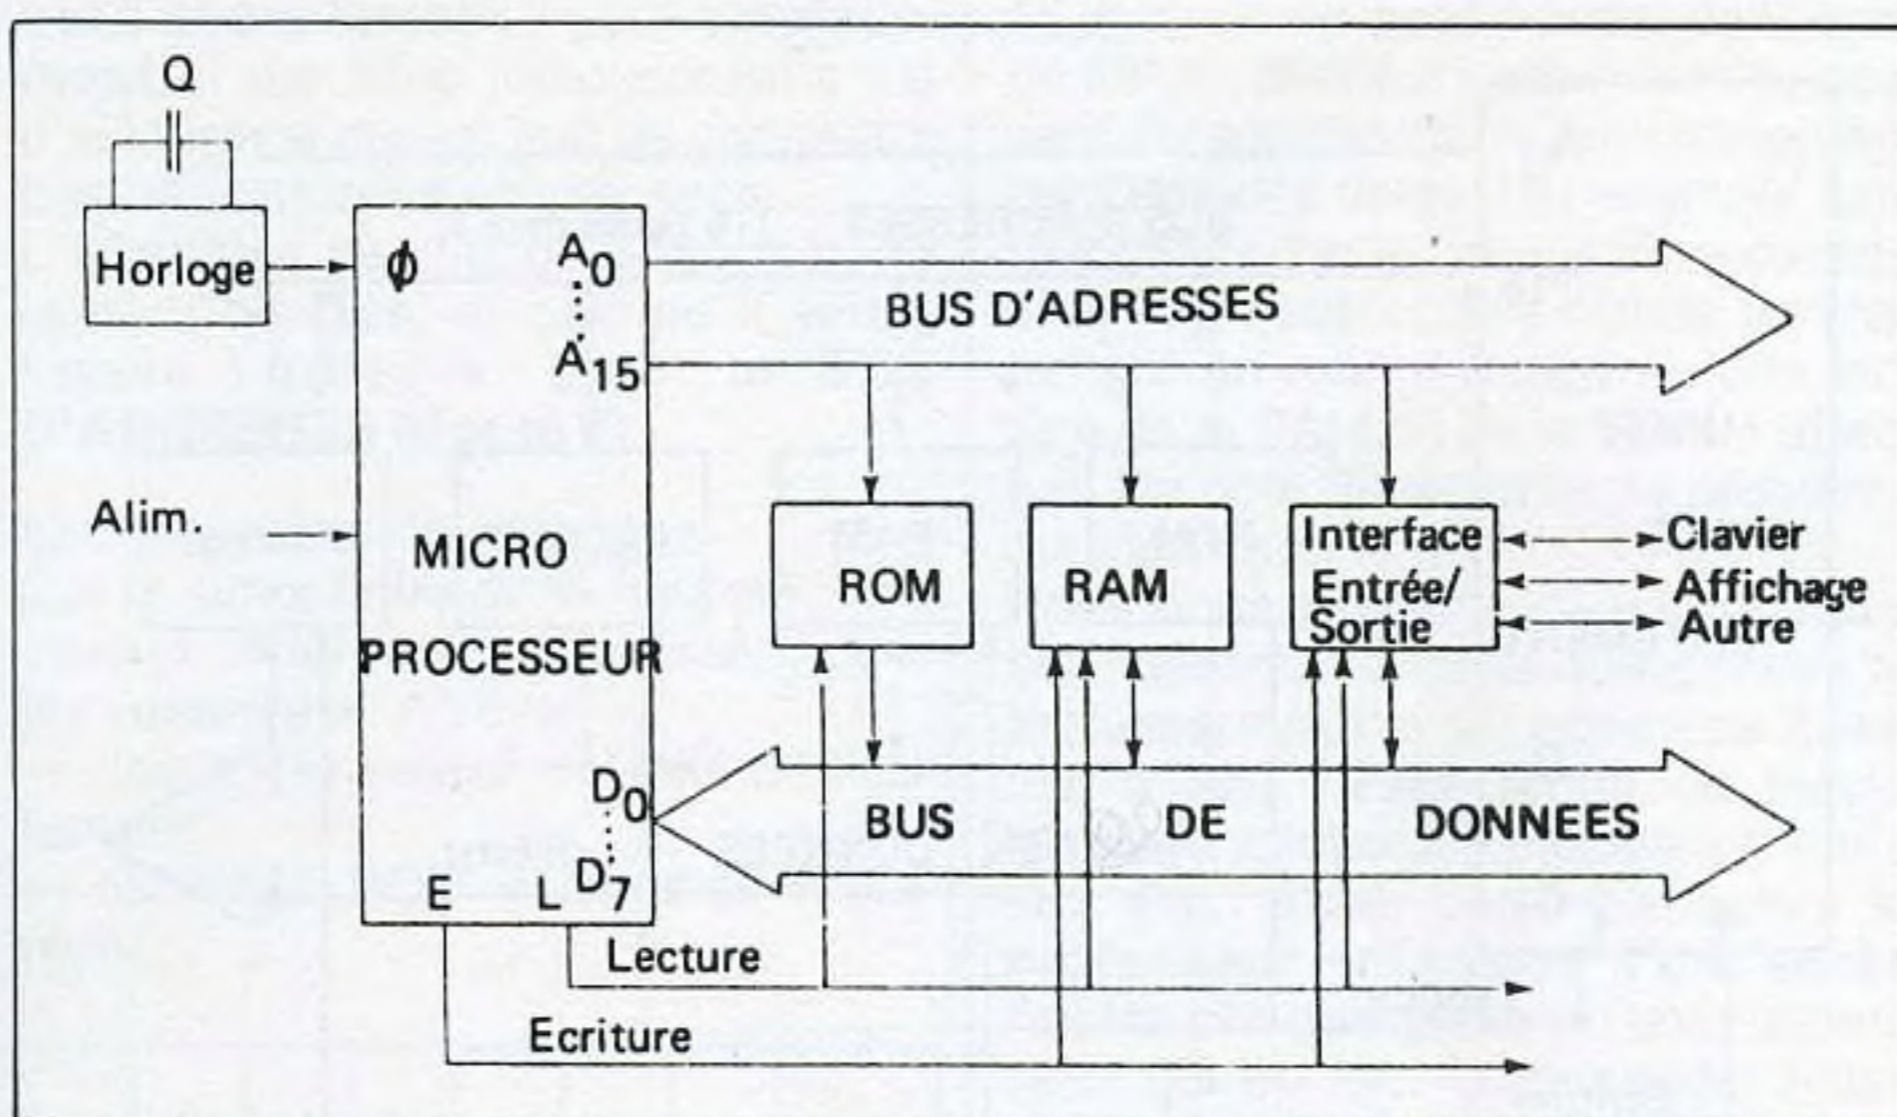 Q
Horloge
ϕ
A0
A15
BUS D'ADRESSES
Alim.
MICRO
PROCESSEUR
ROM
RAM
Interface
Entrée/
Sortie
Clavier
Affichage
Autre
D0
D7
BUS DE DONNEES
E L
Lecture
Ecriture